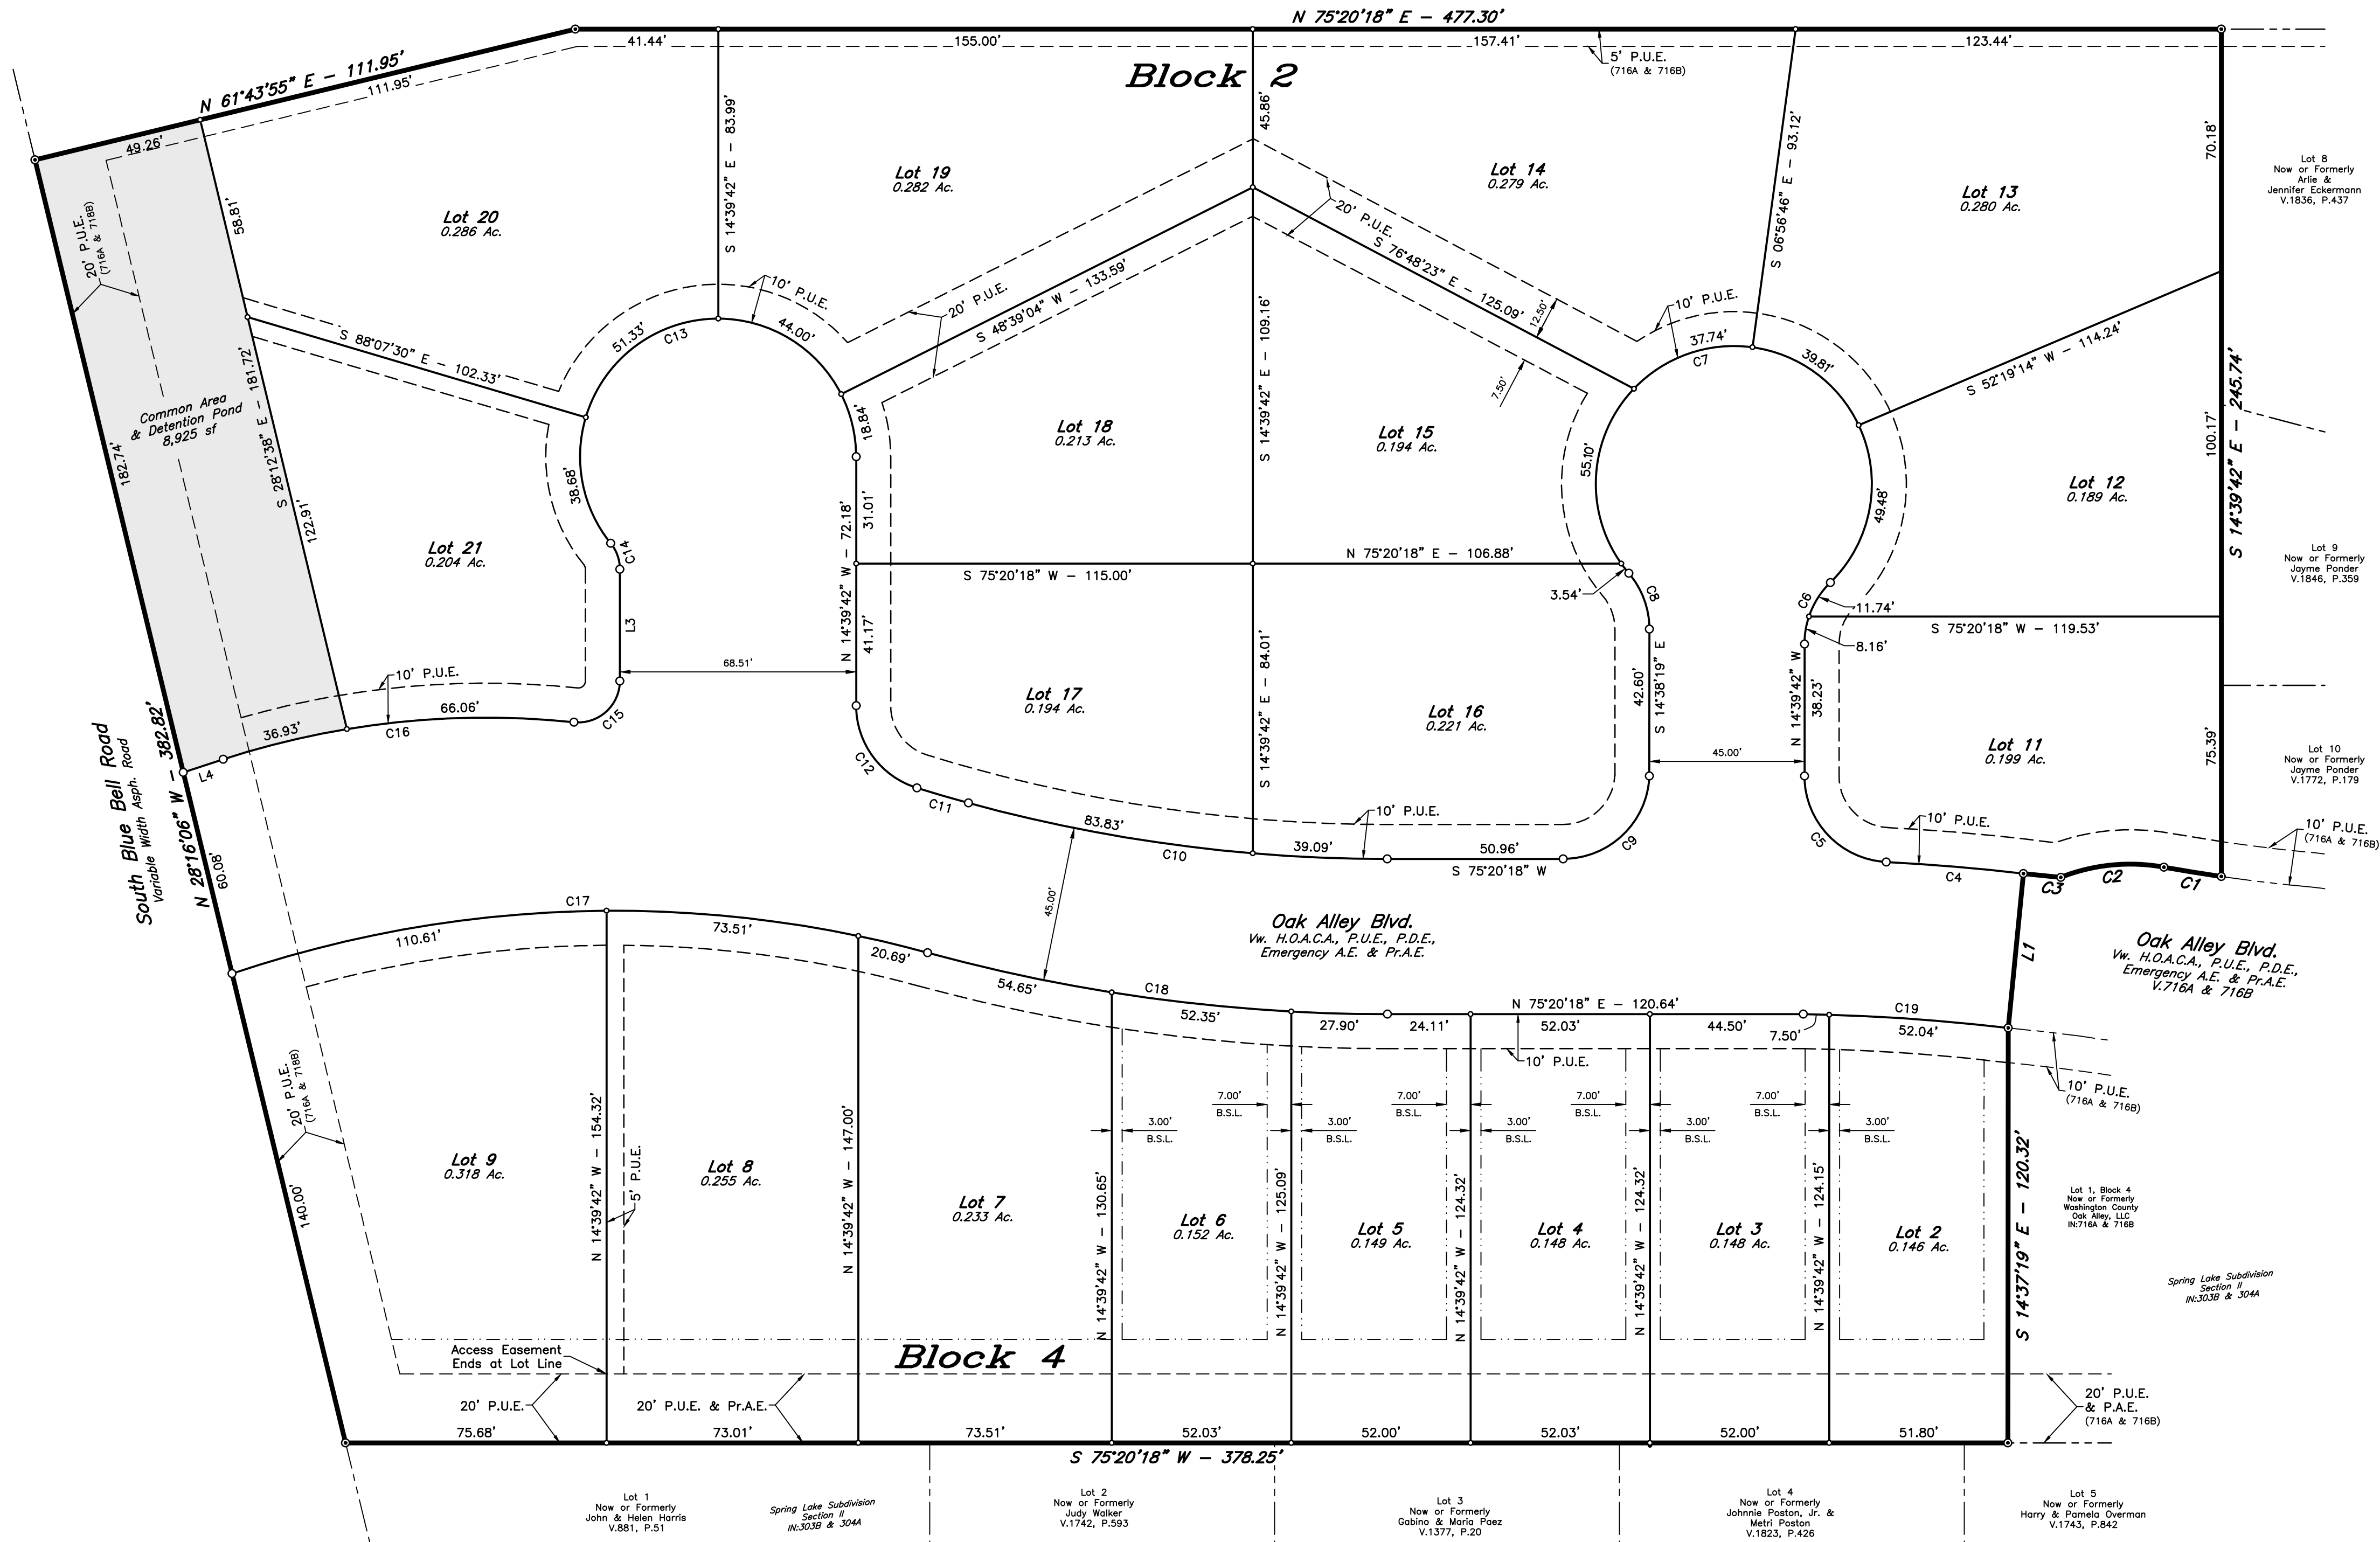 N 75°20'18" E - 477.30'
41.44'
155.00'
157.41'
123.44'
5' P.U.E.
(716A & 716B)
Block 2
N 61°43'55" E - 111.95'
111.95'
49.26'
58.81'
20' P.U.E.
(716A & 718B)
Lot 20
0.286 Ac.
S 14°39'42" E - 83.99'
Lot 19
0.282 Ac.
45.86'
Lot 14
0.279 Ac.
S 06°56'46" E - 93.12'
Lot 13
0.280 Ac.
70.18'
Lot 8
Now or Formerly
Arlie &
Jennifer Eckermann
V.1836, P.437
20' P.U.E.
S 76°48'23" E - 125.09'
12.50'
7.50'
10' P.U.E.
37.74'
C7
39.81'
S 52°19'14" W - 114.24'
10' P.U.E.
44.00'
51.33'
C13
20' P.U.E.
S 48°39'04" W - 133.59'
S 14°39'42" E - 109.16'
S 88°07'30" E - 102.33'
S 28°12'38" E - 181.72'
Common Area
& Detention Pond
8,925 sf
182.74'
122.91'
38.68'
18.84'
Lot 18
0.213 Ac.
Lot 15
0.194 Ac.
55.10'
49.48'
Lot 12
0.189 Ac.
100.17'
S 14°39'42" E - 245.74'
Lot 21
0.204 Ac.
C14
L3
N 14°39'42" W - 72.18'
31.01'
41.17'
S 75°20'18" W - 115.00'
N 75°20'18" E - 106.88'
3.54'
C8
C6
11.74'
8.16'
S 75°20'18" W - 119.53'
Lot 9
Now or Formerly
Jayme Ponder
V.1846, P.359
68.51'
10' P.U.E.
66.06'
C16
C15
36.93'
L4
Lot 17
0.194 Ac.
S 14°39'42" E - 84.01'
Lot 16
0.221 Ac.
42.60'
S 14°38'19" E
45.00'
N 14°39'42" W
38.23'
Lot 11
0.199 Ac.
75.39'
Lot 10
Now or Formerly
Jayme Ponder
V.1772, P.179
C12
C11
83.83'
C10
39.09'
10' P.U.E.
50.96'
S 75°20'18" W
C9
C5
10' P.U.E.
C4
C3
C2
C1
10' P.U.E.
(716A & 716B)
South Blue Bell Road
Variable Width Asph. Road
N 28°16'06" W - 382.82'
60.08'
C17
110.61'
73.51'
20.69'
45.00'
54.65'
C18
52.35'
Oak Alley Blvd.
Vw. H.O.A.C.A., P.U.E., P.D.E.,
Emergency A.E. & Pr.A.E.
L1
Oak Alley Blvd.
Vw. H.O.A.C.A., P.U.E., P.D.E.,
Emergency A.E. & Pr.A.E.
V.716A & 716B
N 75°20'18" E - 120.64'
27.90'
24.11'
52.03'
44.50'
7.50'
C19
52.04'
10' P.U.E.
10' P.U.E.
(716A & 716B)
20' P.U.E.
(716A & 718B)
140.00'
Lot 9
0.318 Ac.
N 14°39'42" W - 154.32'
5' P.U.E.
Lot 8
0.255 Ac.
N 14°39'42" W - 147.00'
Lot 7
0.233 Ac.
N 14°39'42" W - 130.65'
3.00'
B.S.L.
7.00'
B.S.L.
Lot 6
0.152 Ac.
N 14°39'42" W - 125.09'
3.00'
B.S.L.
7.00'
B.S.L.
Lot 5
0.149 Ac.
N 14°39'42" W - 124.32'
3.00'
B.S.L.
7.00'
B.S.L.
Lot 4
0.148 Ac.
N 14°39'42" W - 124.32'
3.00'
B.S.L.
7.00'
B.S.L.
Lot 3
0.148 Ac.
N 14°39'42" W - 124.15'
3.00'
B.S.L.
Lot 2
0.146 Ac.
S 14°37'19" E - 120.32'
Lot 1, Block 4
Now or Formerly
Washington County
Oak Alley, LLC
IN:716A & 716B
Spring Lake Subdivision
Section II
IN:303B & 304A
Access Easement
Ends at Lot Line
Block 4
20' P.U.E.
20' P.U.E. & Pr.A.E.
20' P.U.E.
& P.A.E.
(716A & 716B)
75.68'
73.01'
73.51'
52.03'
52.00'
52.03'
52.00'
51.80'
S 75°20'18" W - 378.25'
Lot 1
Now or Formerly
John & Helen Harris
V.881, P.51
Spring Lake Subdivision
Section II
IN:303B & 304A
Lot 2
Now or Formerly
Judy Walker
V.1742, P.593
Lot 3
Now or Formerly
Gabino & Maria Paez
V.1377, P.20
Lot 4
Now or Formerly
Johnnie Poston, Jr. &
Metri Poston
V.1823, P.426
Lot 5
Now or Formerly
Harry & Pamela Overman
V.1743, P.842